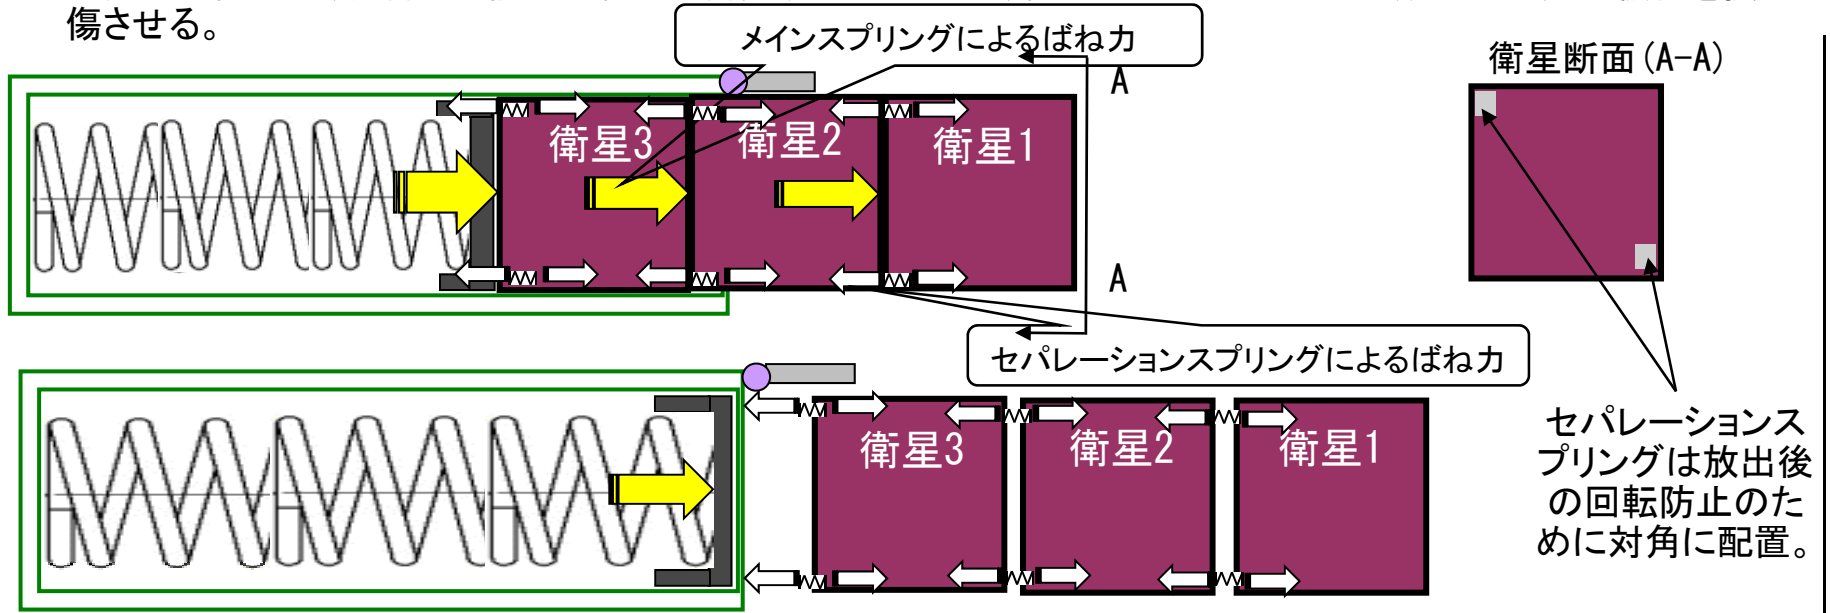 傷させる。
メインスプリングによるばね力
衛星断面(A-A)
A
衛星3
衛星2
衛星1
A
セパレーションスプリングによるばね力
衛星3
衛星2
衛星1
セパレーションス
プリングは放出後
の回転防止のた
めに対角に配置。